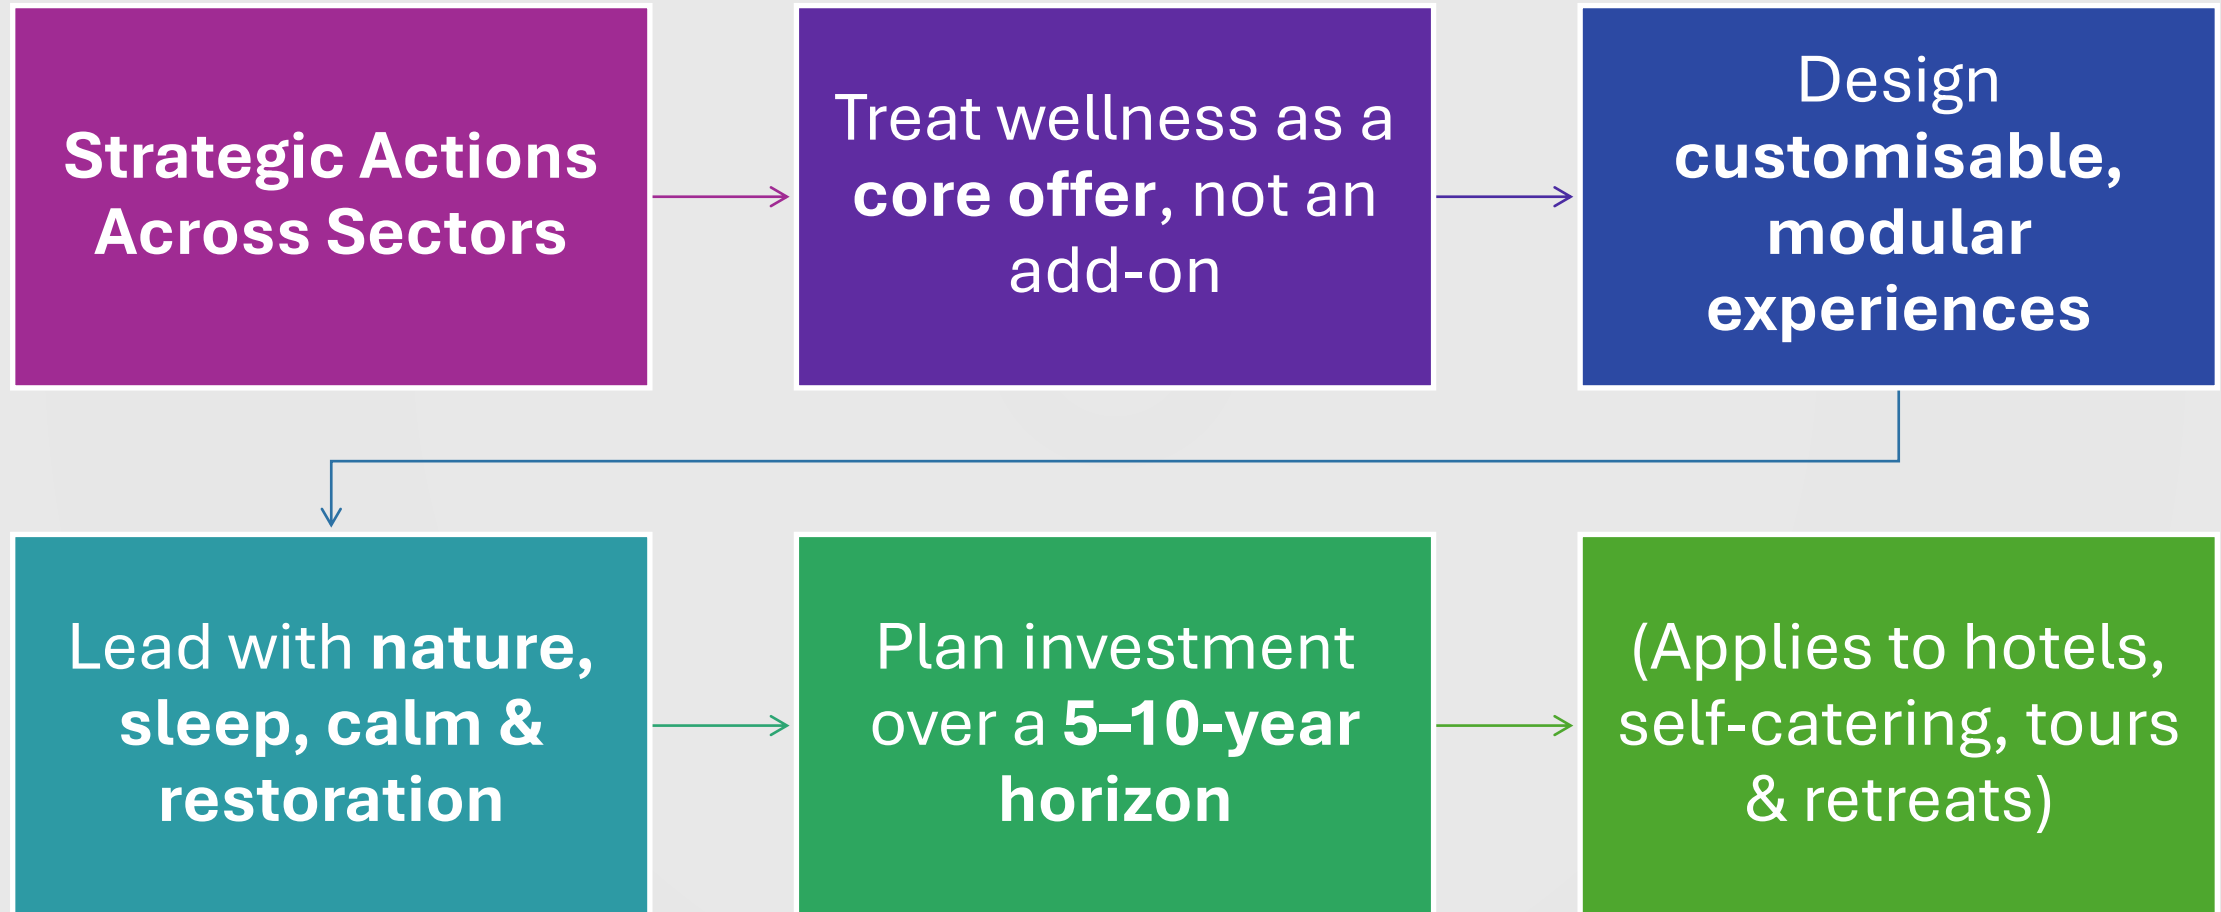 Strategic Actions
Across Sectors
Treat wellness as a
core offer, not an
add-on
Design
customisable,
modular
experiences
Lead with nature,
sleep, calm &
restoration
Plan investment
over a 5–10-year
horizon
(Applies to hotels,
self-catering, tours
& retreats)